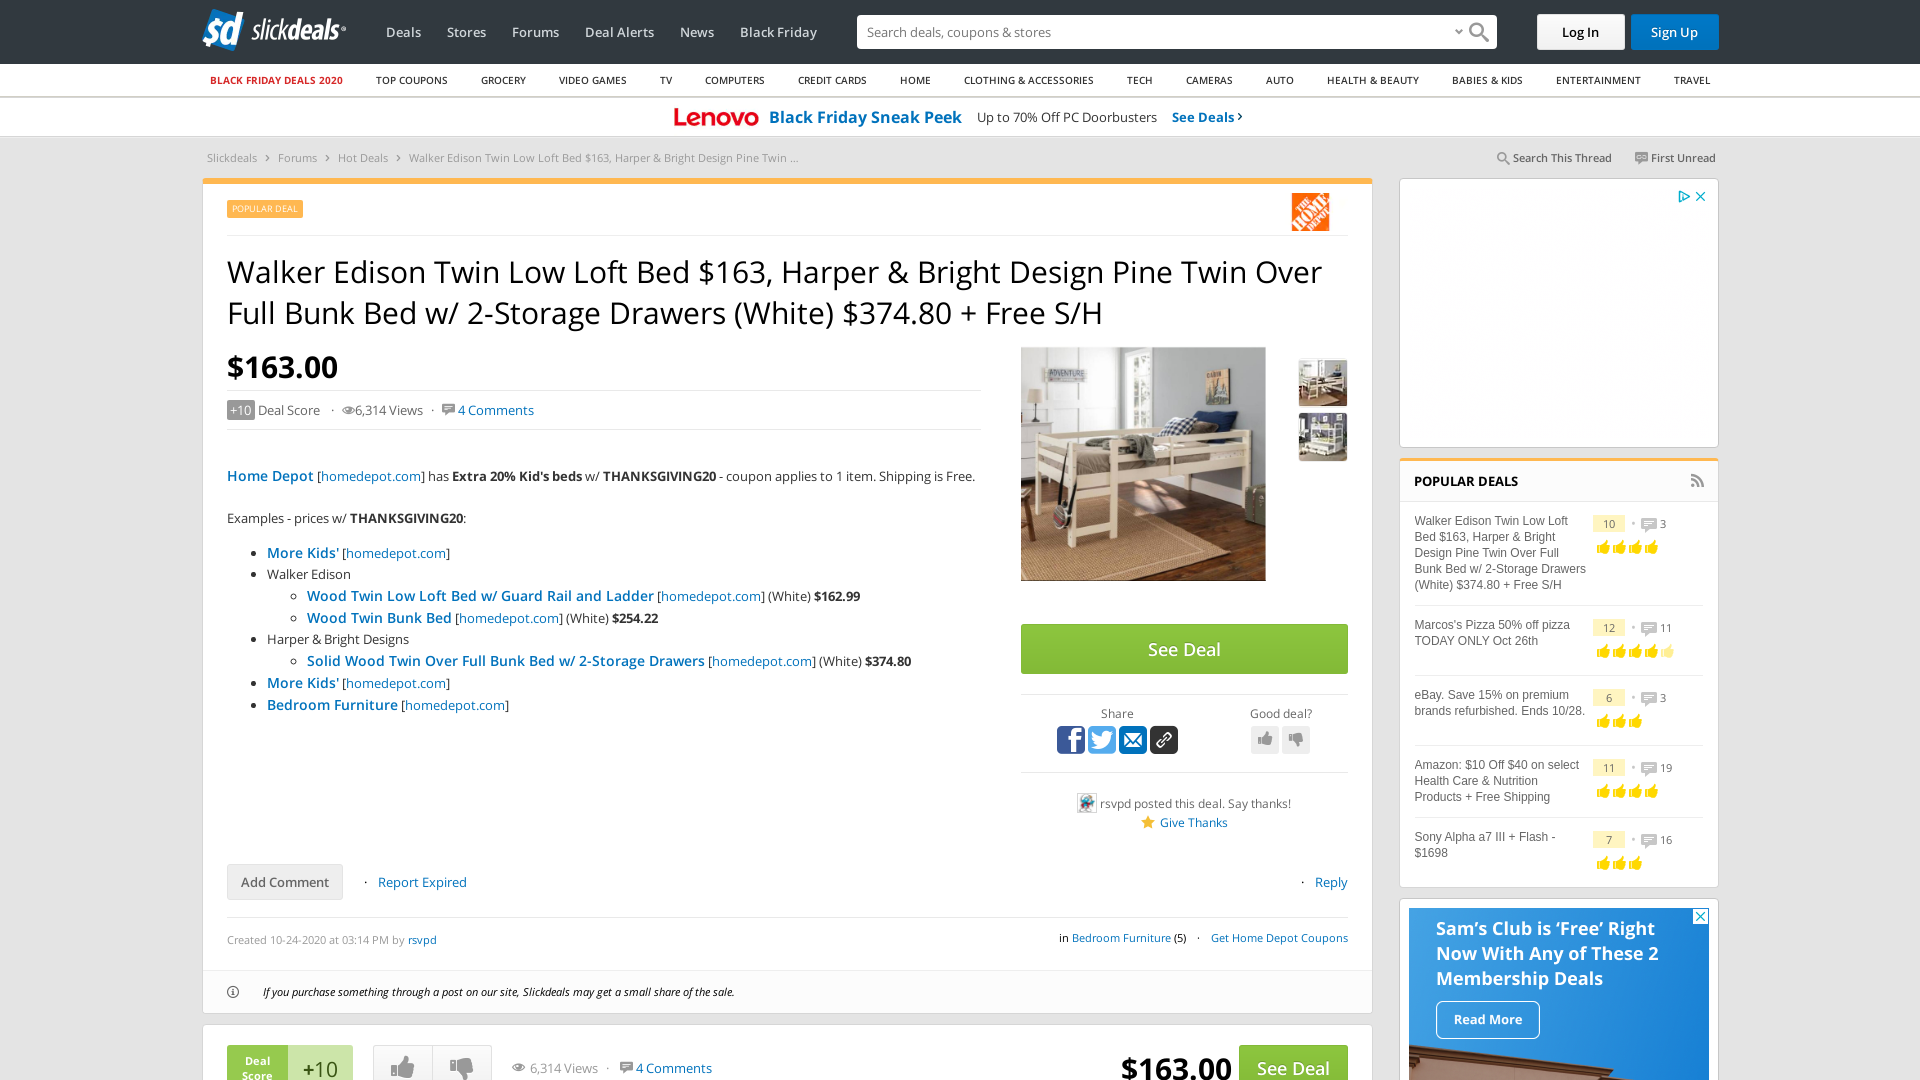 sd slickdeals
Deals Stores Forums Deal Alerts News Black Friday
Search deals, coupons & stores
Log In Sign Up
BLACK FRIDAY DEALS 2020 TOP COUPONS GROCERY VIDEO GAMES TV COMPUTERS CREDIT CARDS HOME CLOTHING & ACCESSORIES TECH CAMERAS AUTO HEALTH & BEAUTY BABIES & KIDS ENTERTAINMENT TRAVEL
Lenovo Black Friday Sneak Peek Up to 70% Off PC Doorbusters See Deals ›
Slickdeals › Forums › Hot Deals › Walker Edison Twin Low Loft Bed $163, Harper & Bright Design Pine Twin ...
Search This Thread First Unread
POPULAR DEAL
THE HOME DEPOT
Walker Edison Twin Low Loft Bed $163, Harper & Bright Design Pine Twin Over
Full Bunk Bed w/ 2-Storage Drawers (White) $374.80 + Free S/H
$163.00
+10 Deal Score · 6,314 Views · 4 Comments
ADVENTURE
CABIN
Home Depot [homedepot.com] has Extra 20% Kid's beds w/ THANKSGIVING20 - coupon applies to 1 item. Shipping is Free.
Examples - prices w/ THANKSGIVING20:
• More Kids' [homedepot.com]
• Walker Edison
◦ Wood Twin Low Loft Bed w/ Guard Rail and Ladder [homedepot.com] (White) $162.99
◦ Wood Twin Bunk Bed [homedepot.com] (White) $254.22
• Harper & Bright Designs
◦ Solid Wood Twin Over Full Bunk Bed w/ 2-Storage Drawers [homedepot.com] (White) $374.80
• More Kids' [homedepot.com]
• Bedroom Furniture [homedepot.com]
See Deal
Share Good deal?
rsvpd posted this deal. Say thanks!
Give Thanks
Add Comment · Report Expired · Reply
Created 10-24-2020 at 03:14 PM by rsvpd
in Bedroom Furniture (5) · Get Home Depot Coupons
If you purchase something through a post on our site, Slickdeals may get a small share of the sale.
Deal
Score
+10
6,314 Views · 4 Comments
$163.00 See Deal
POPULAR DEALS
Walker Edison Twin Low Loft
Bed $163, Harper & Bright
Design Pine Twin Over Full
Bunk Bed w/ 2-Storage Drawers
(White) $374.80 + Free S/H
10 • 3
Marcos's Pizza 50% off pizza
TODAY ONLY Oct 26th
12 • 11
eBay. Save 15% on premium
brands refurbished. Ends 10/28.
6 • 3
Amazon: $10 Off $40 on select
Health Care & Nutrition
Products + Free Shipping
11 • 19
Sony Alpha a7 III + Flash -
$1698
7 • 16
Sam's Club is ‘Free’ Right
Now With Any of These 2
Membership Deals
Read More